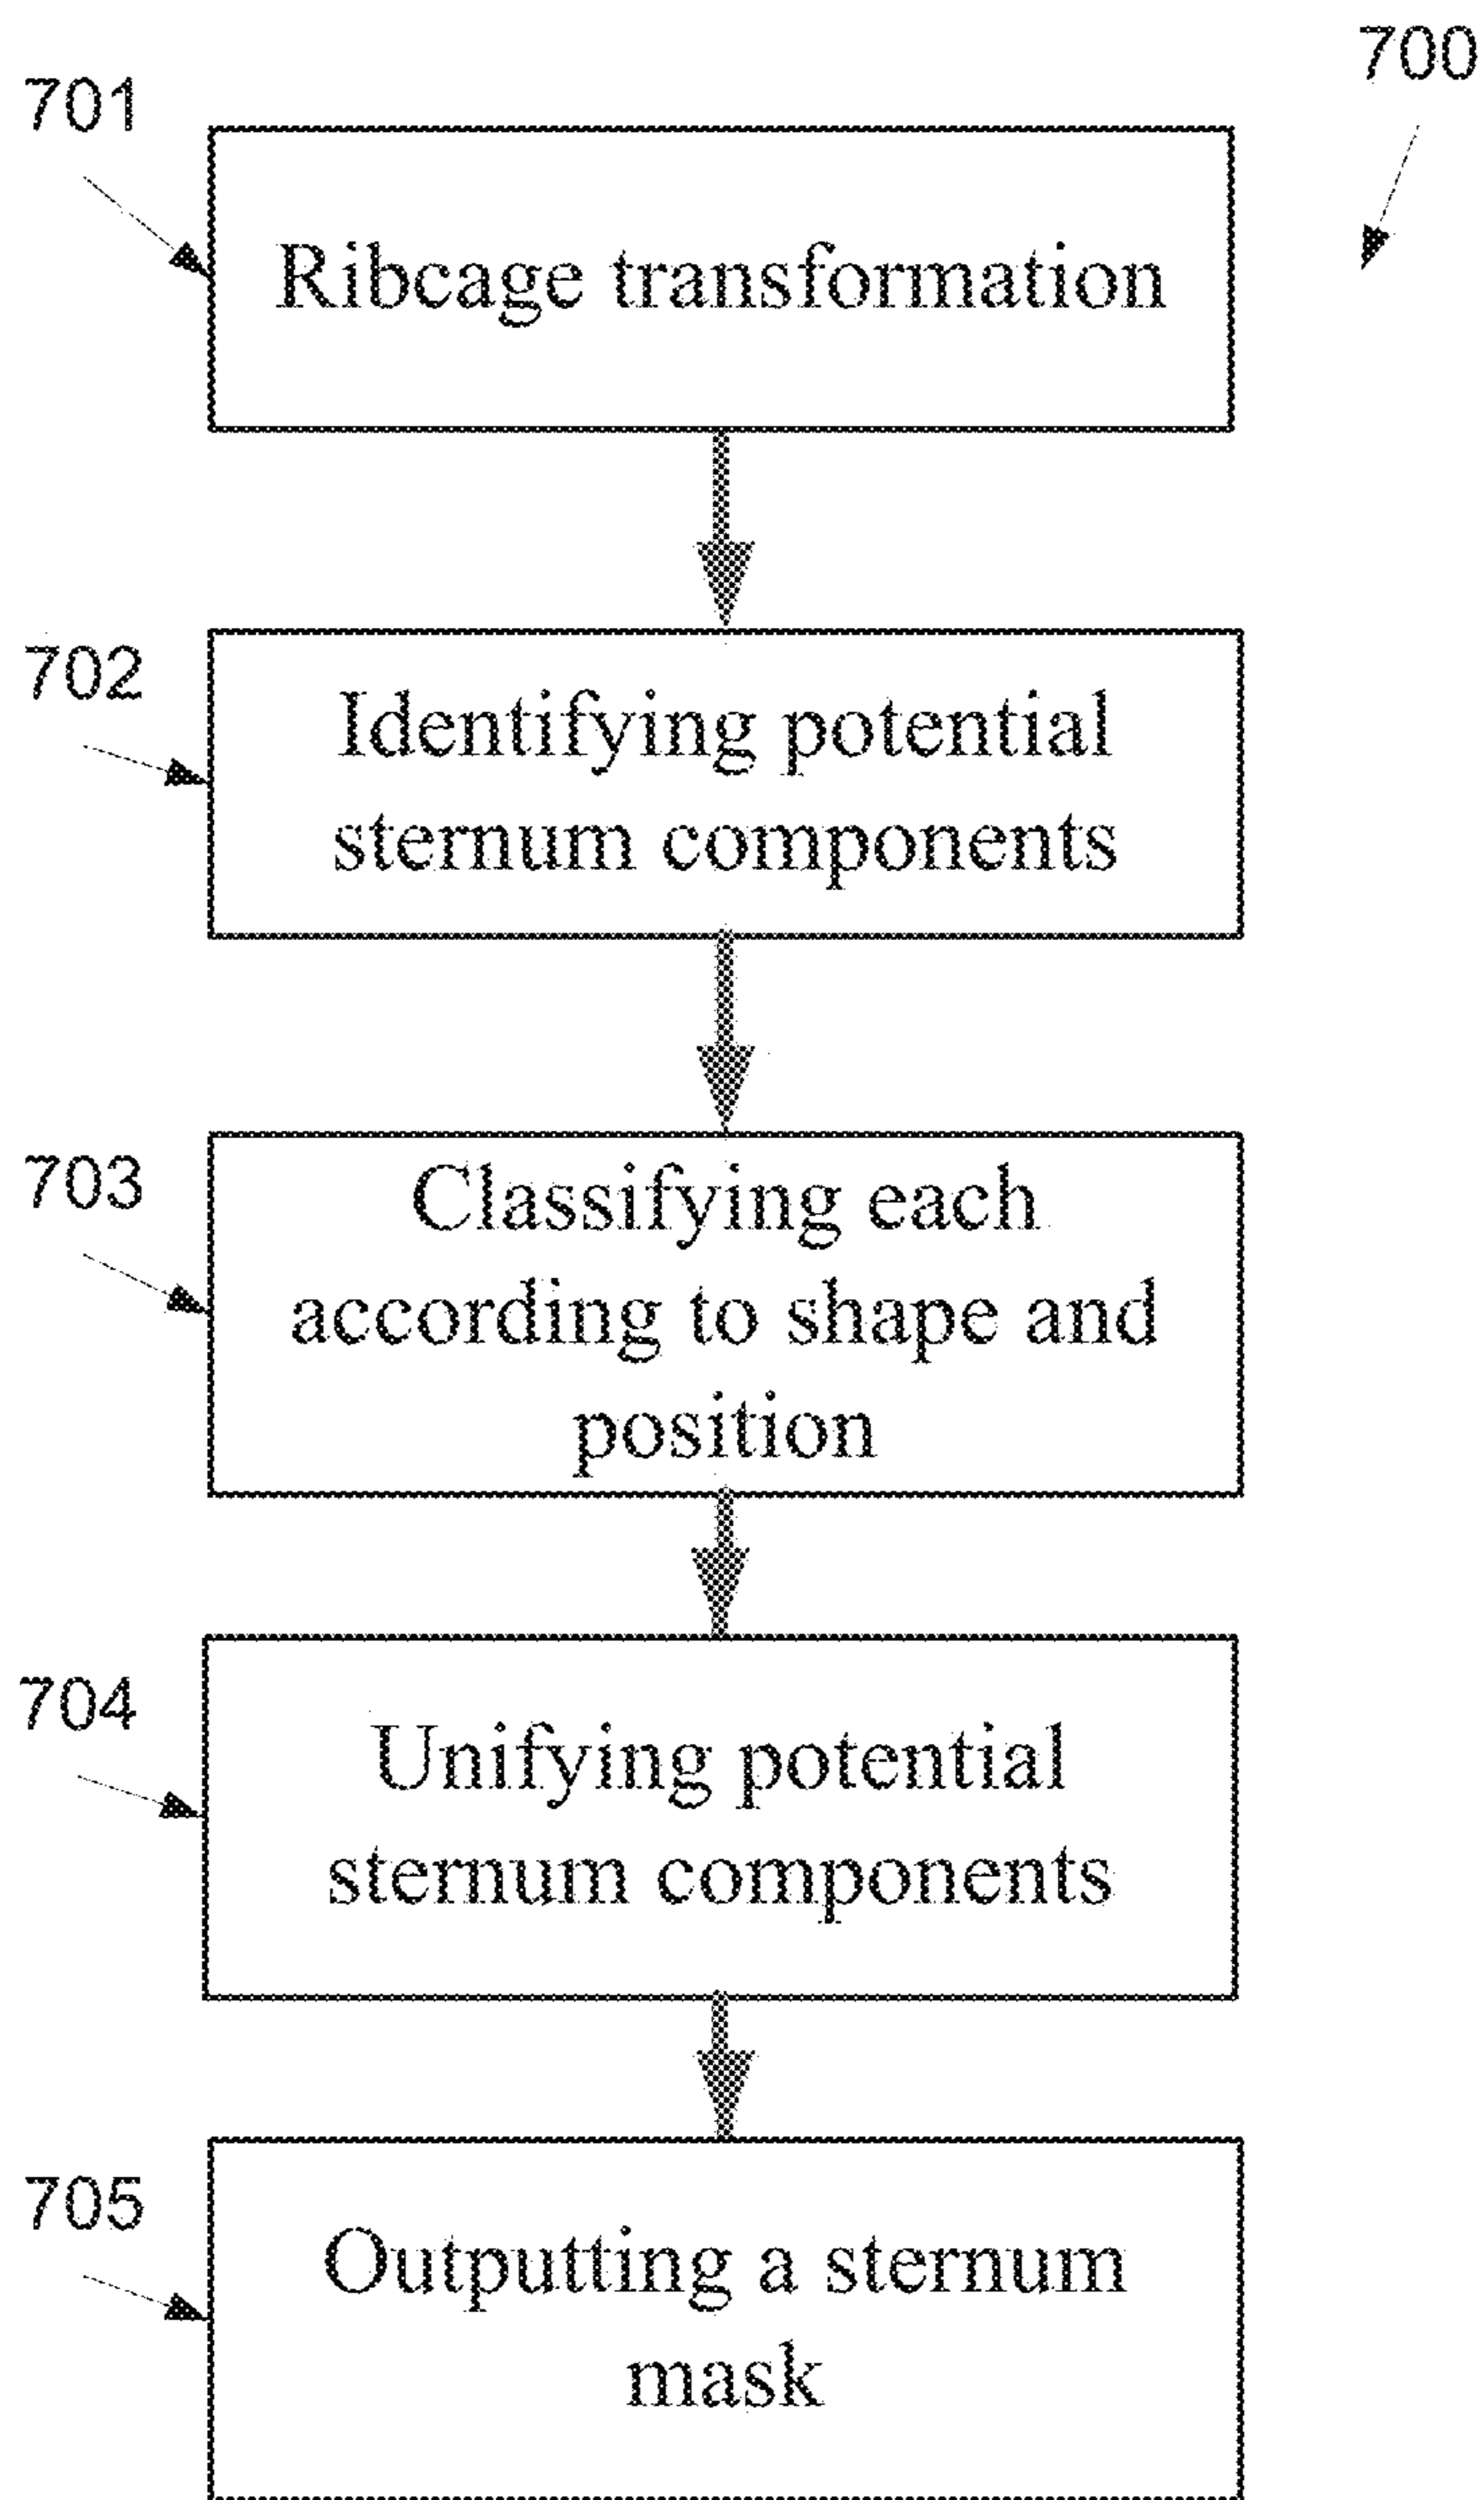 700
701
Ribcage transformation
702
Identifying potential
sternum components
703
Classifying each
according to shape and
position
704
Unifying potential
sternum components
705
Outputting a sternum
mask